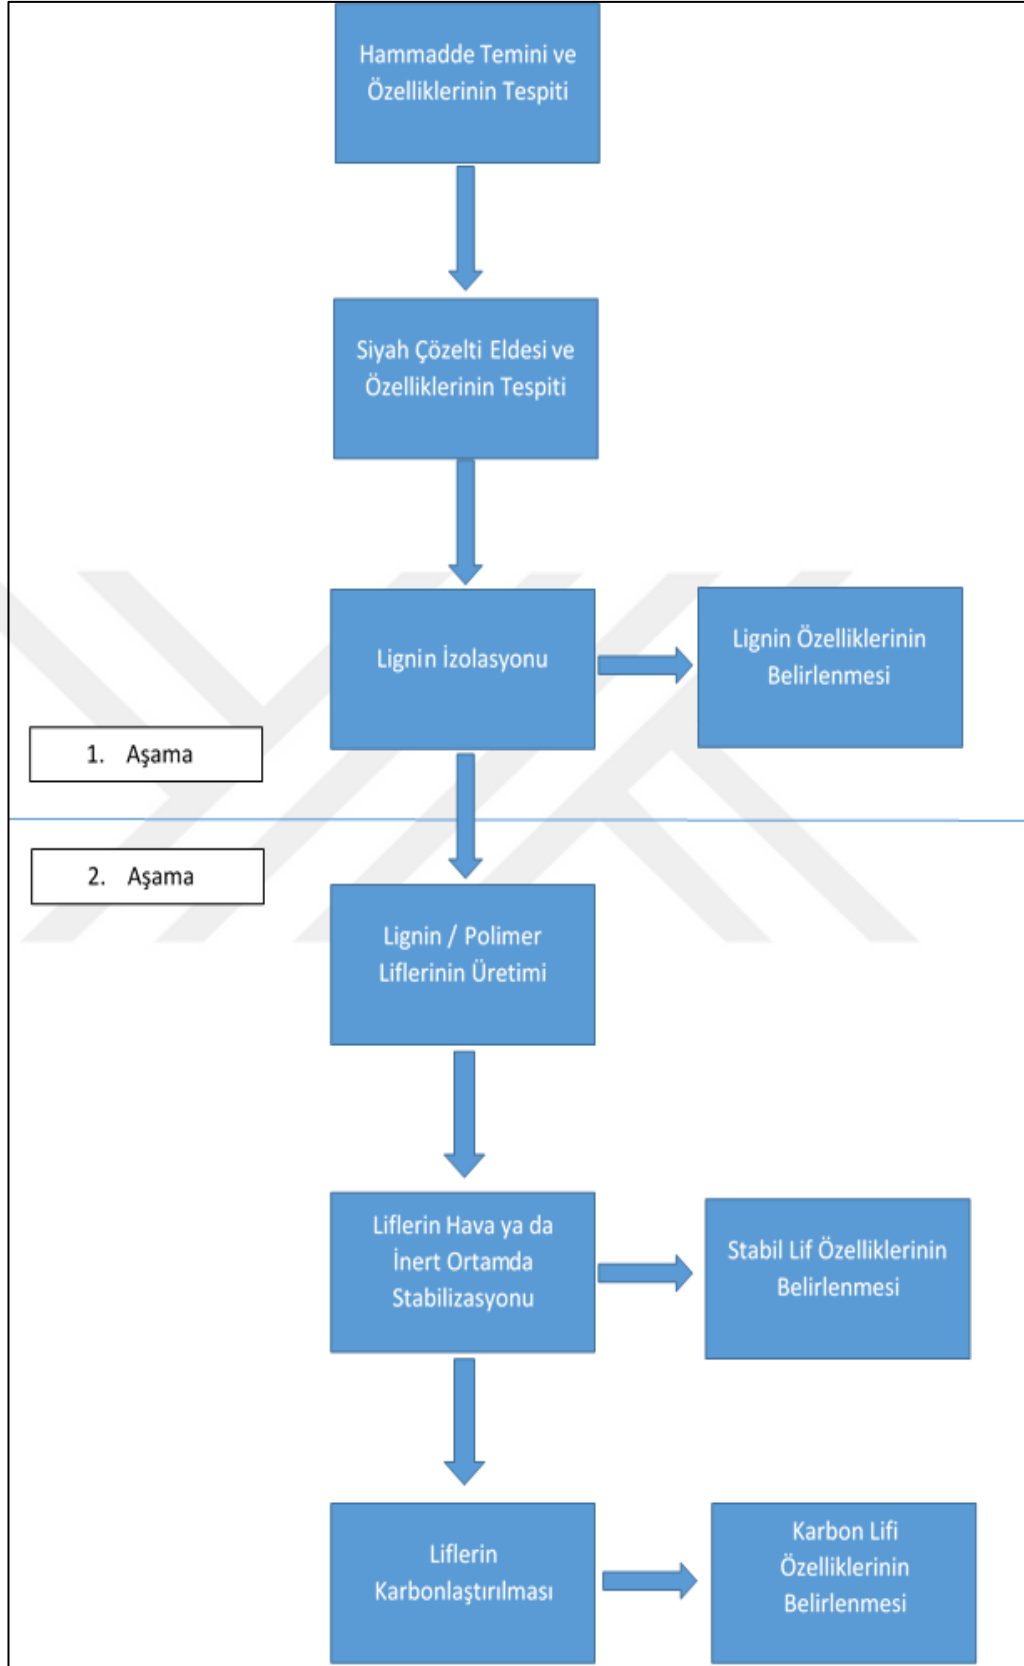 Hammadde Temini ve
Özelliklerinin Tespiti
Siyah Çözelti Eldesi ve
Özelliklerinin Tespiti
Lignin İzolasyonu
Lignin Özelliklerinin
Belirlenmesi
1. Aşama
2. Aşama
Lignin / Polimer
Liflerinin Üretimi
Liflerin Hava ya da
İnert Ortamda
Stabilizasyonu
Stabil Lif Özelliklerinin
Belirlenmesi
Liflerin
Karbonlaştırılması
Karbon Lifi
Özelliklerinin
Belirlenmesi